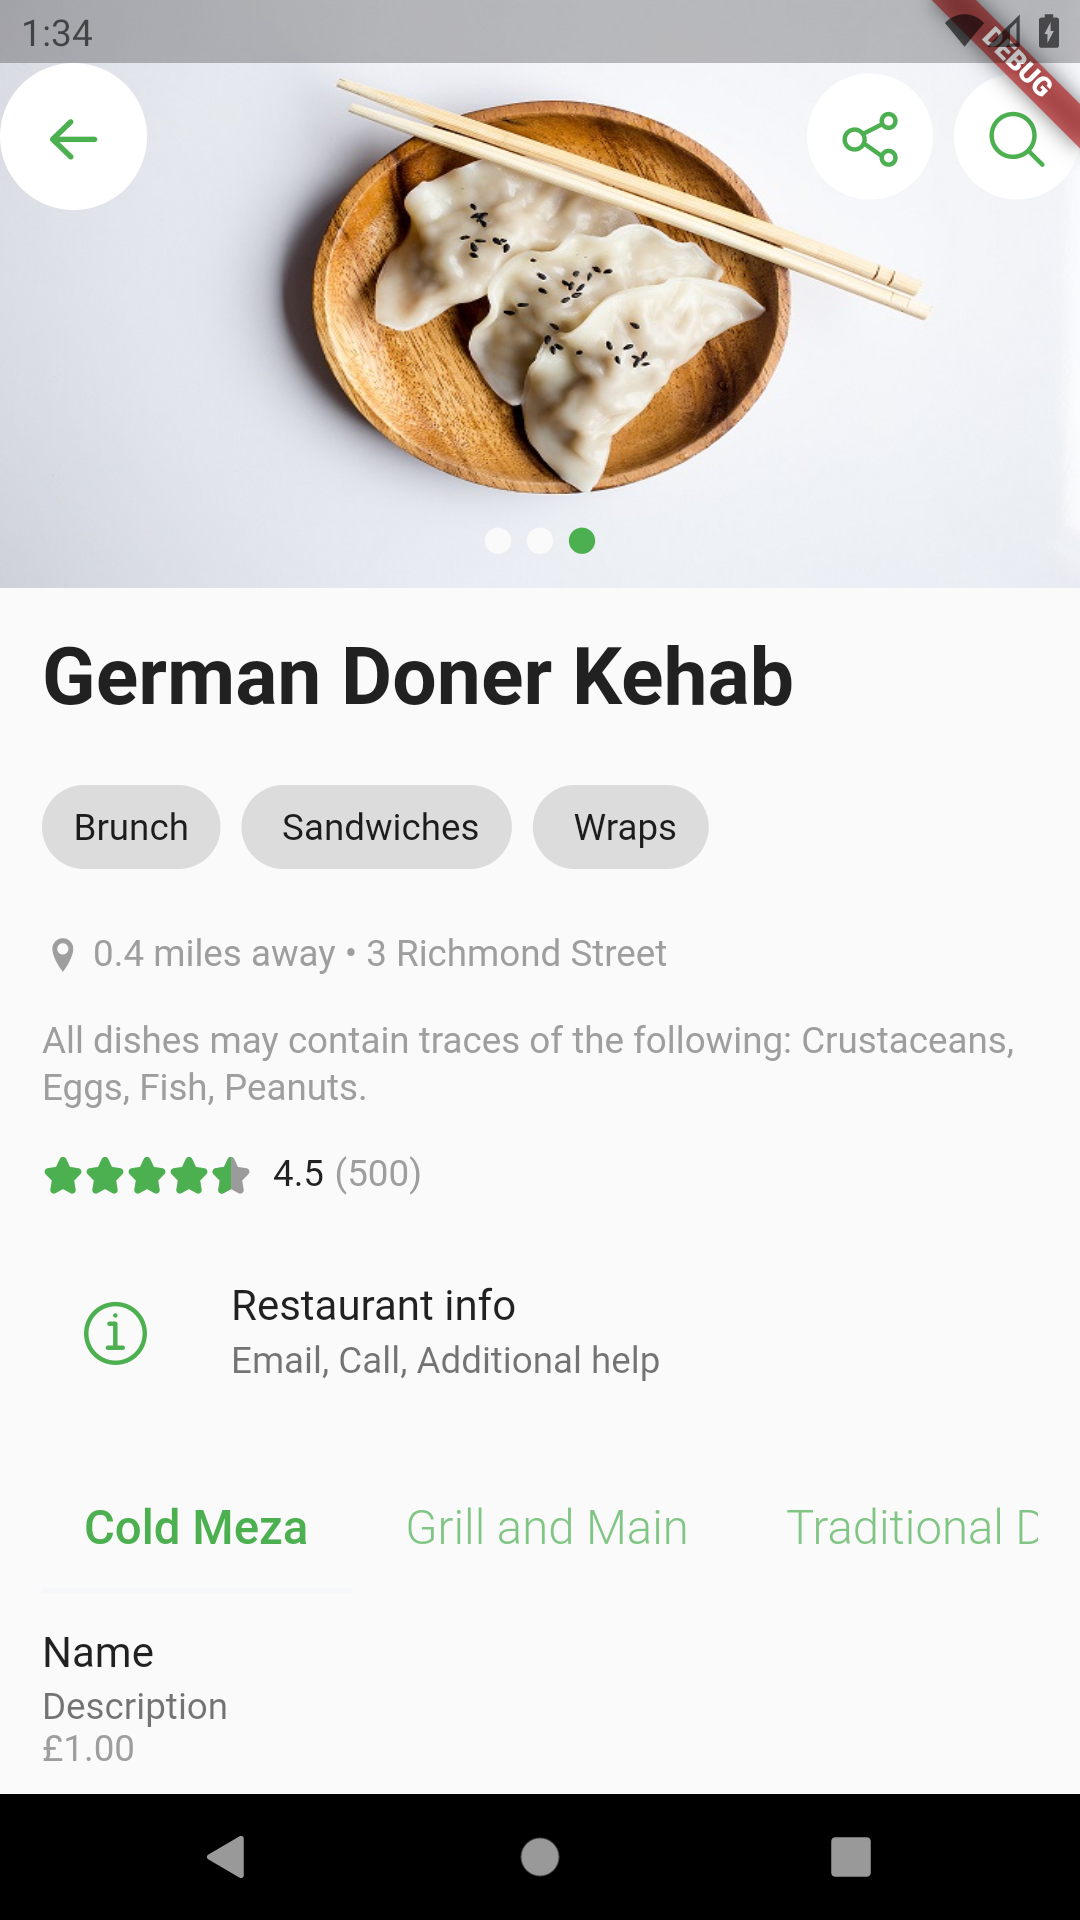 1:34
DEBUG
German Doner Kehab
Brunch
Sandwiches
Wraps
0.4 miles away • 3 Richmond Street
All dishes may contain traces of the following: Crustaceans,
Eggs, Fish, Peanuts.
4.5 (500)
Restaurant info
Email, Call, Additional help
Cold Meza
Grill and Main
Traditional D
Name
Description
£1.00